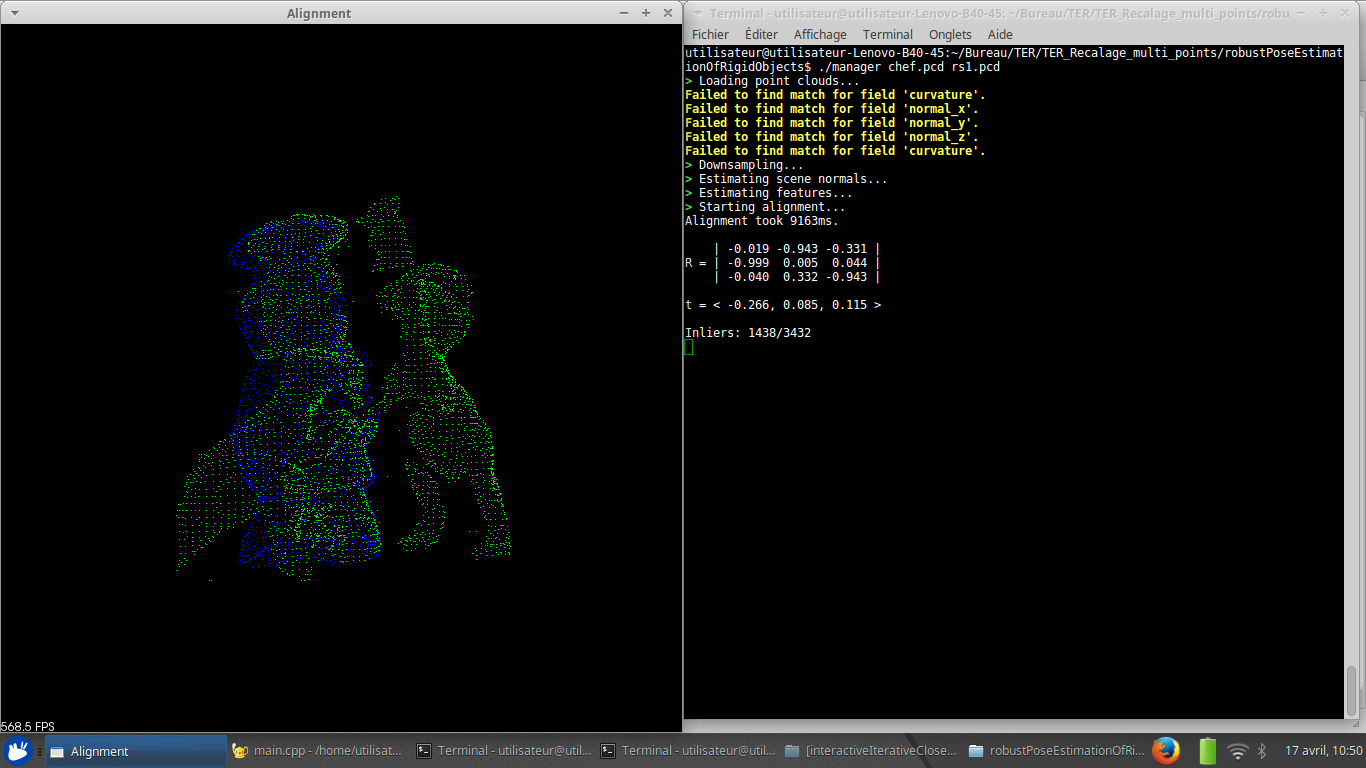 Alignment
568.5 FPS
Terminal - utilisateur@utilisateur-Lenovo-B40-45: ~/Bureau/TER/TER_Recalage_multi_points/robu
Fichier Éditer Affichage Terminal Onglets Aide
utilisateur@utilisateur-Lenovo-B40-45:~/Bureau/TER/TER_Recalage_multi_points/robustPoseEstimat
ionOfRigidObjects$ ./manager chef.pcd rs1.pcd
> Loading point clouds...
Failed to find match for field 'curvature'.
Failed to find match for field 'normal_x'.
Failed to find match for field 'normal_y'.
Failed to find match for field 'normal_z'.
Failed to find match for field 'curvature'.
> Downsampling...
> Estimating scene normals...
> Estimating features...
> Starting alignment...
Alignment took 9163ms.
| -0.019 -0.943 -0.331 |
R = | -0.999 0.005 0.044 |
| -0.040 0.332 -0.943 |
t = < -0.266, 0.085, 0.115 >
Inliers: 1438/3432
Alignment
main.cpp - /home/utilisat...
Terminal - utilisateur@util...
Terminal - utilisateur@util...
[interactiveIterativeClose...
robustPoseEstimationOfRi...
17 avril, 10:50